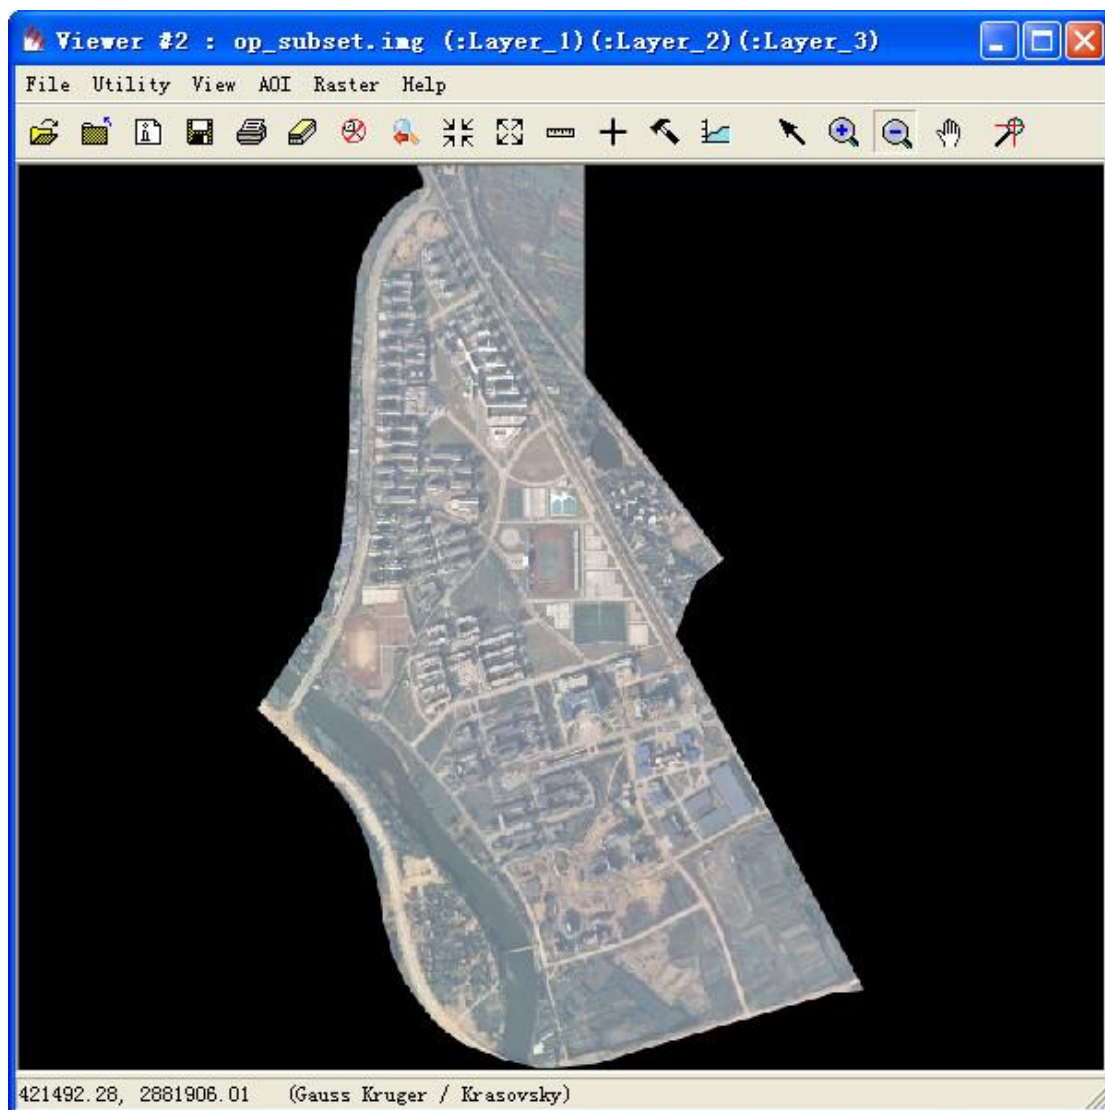 Viewer #2 : op_subset.img (:Layer_1)(:Layer_2)(:Layer_3)
File Utility View AOI Raster Help
421492.28, 2881906.01 (Gauss Kruger / Krasovsky)